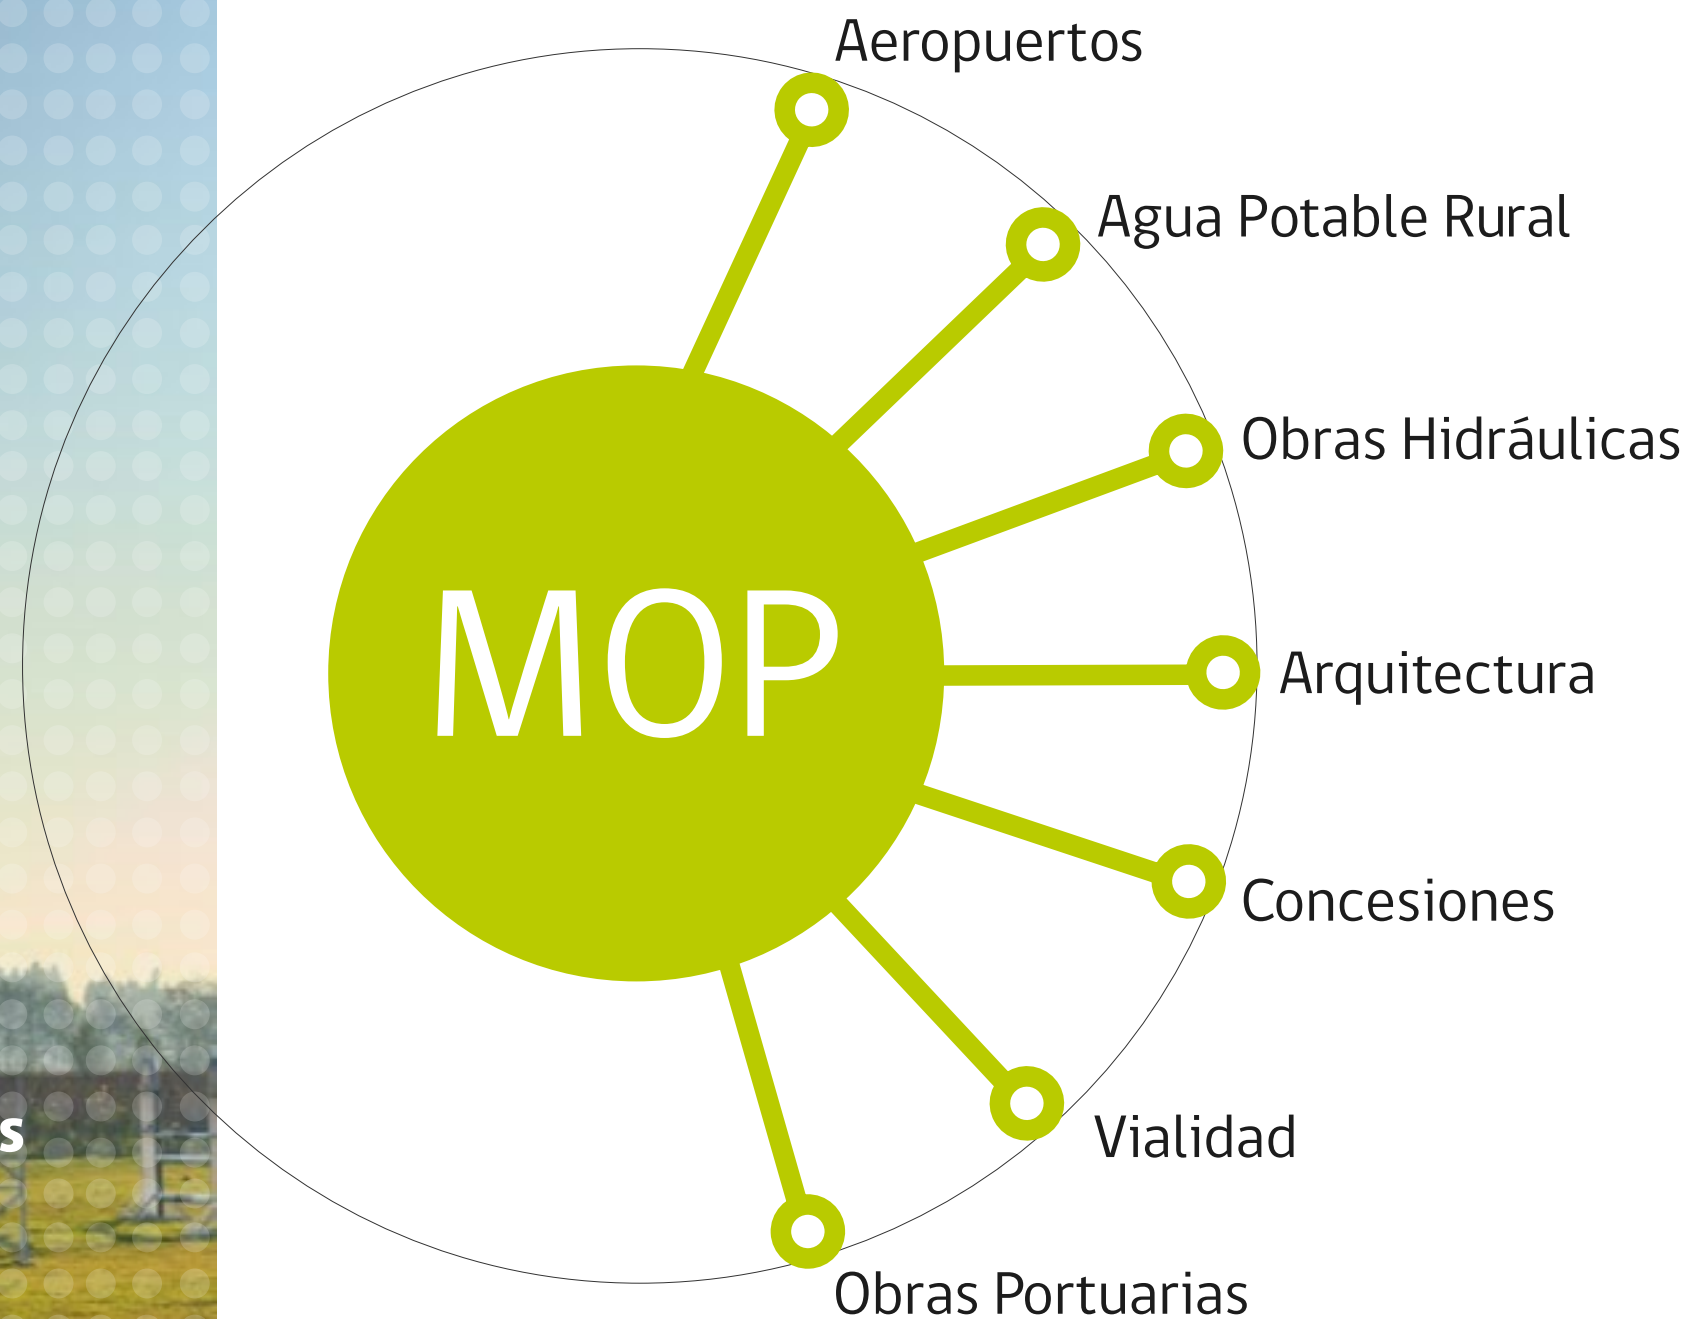 Aeropuertos
Agua Potable Rural
Obras Hidráulicas
MOP
Arquitectura
Concesiones
Vialidad
Obras Portuarias